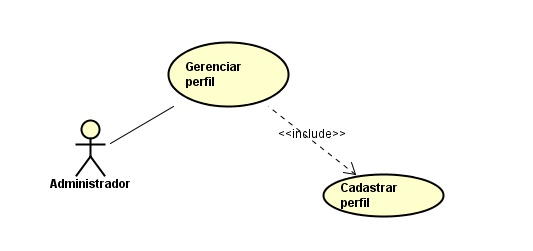 Gerenciar
perfil
<<include>>
Administrador
Cadastrar
perfil